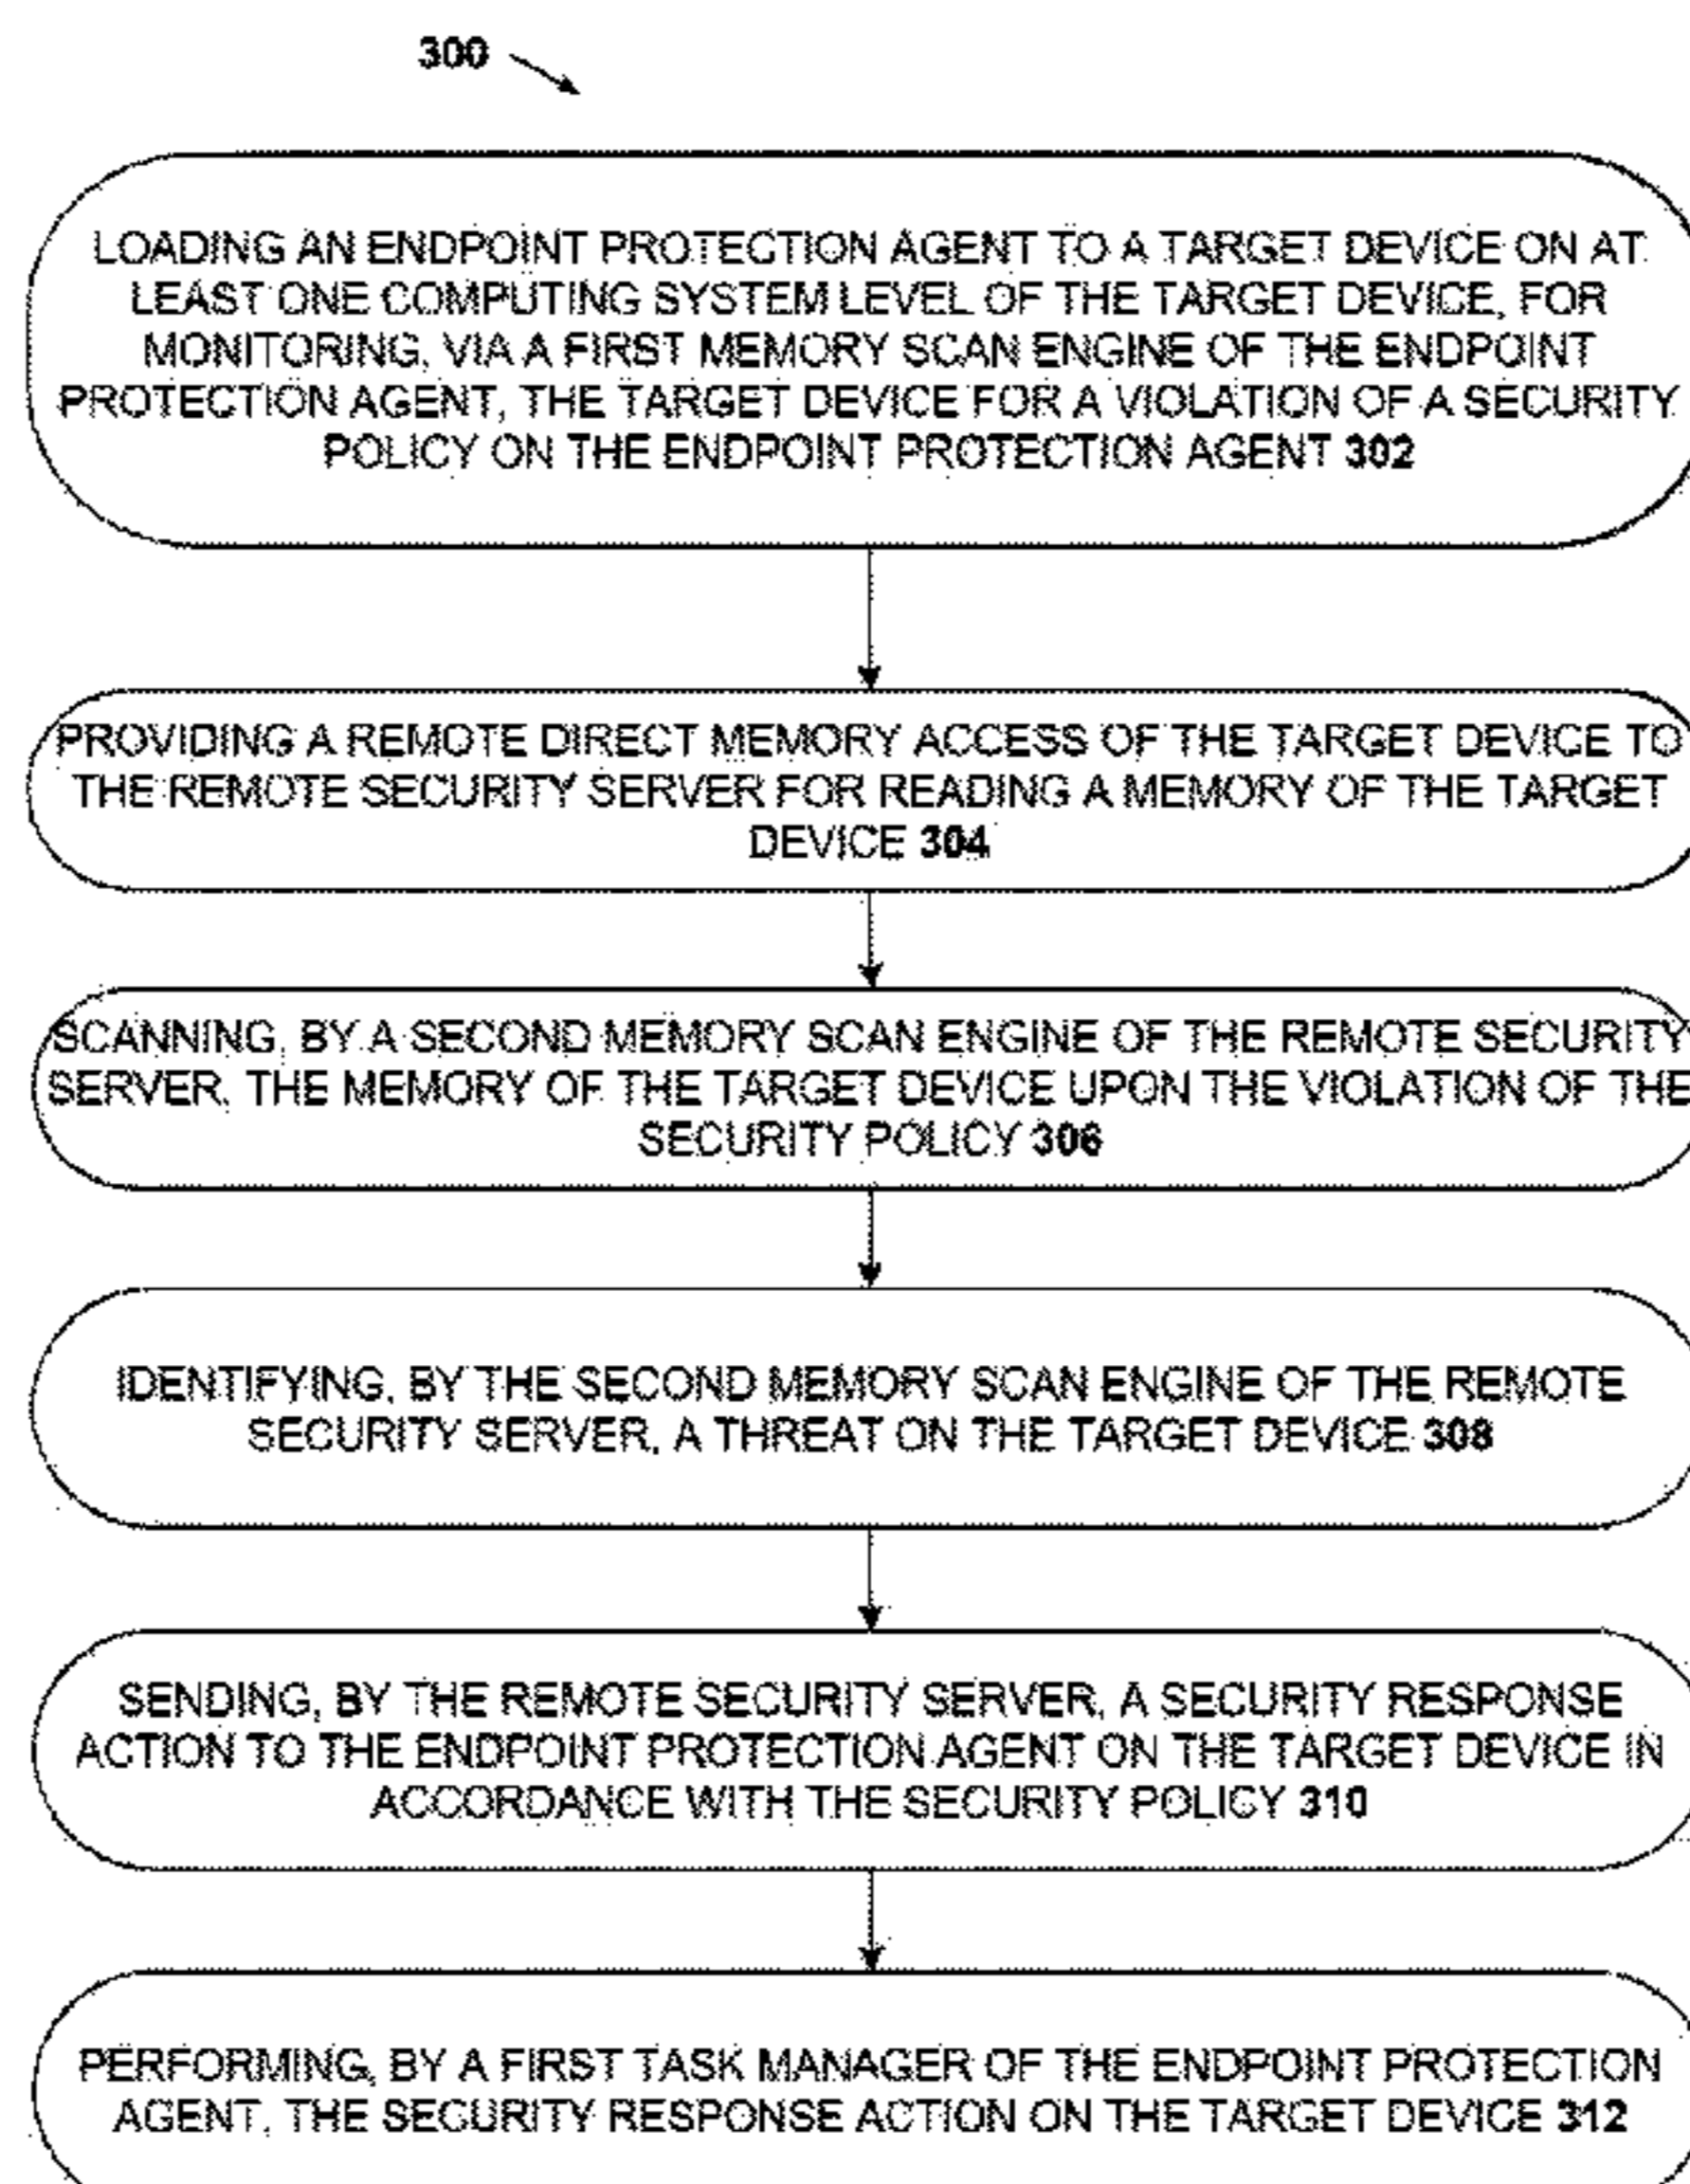 300
LOADING AN ENDPOINT PROTECTION AGENT TO A TARGET DEVICE ON AT
LEAST ONE COMPUTING SYSTEM LEVEL OF THE TARGET DEVICE, FOR
MONITORING, VIA A FIRST MEMORY SCAN ENGINE OF THE ENDPOINT
PROTECTION AGENT, THE TARGET DEVICE FOR A VIOLATION OF A SECURITY
POLICY ON THE ENDPOINT PROTECTION AGENT 302
PROVIDING A REMOTE DIRECT MEMORY ACCESS OF THE TARGET DEVICE TO
THE REMOTE SECURITY SERVER FOR READING A MEMORY OF THE TARGET
DEVICE 304
SCANNING, BY A SECOND MEMORY SCAN ENGINE OF THE REMOTE SECURITY
SERVER, THE MEMORY OF THE TARGET DEVICE UPON THE VIOLATION OF THE
SECURITY POLICY 306
IDENTIFYING, BY THE SECOND MEMORY SCAN ENGINE OF THE REMOTE
SECURITY SERVER, A THREAT ON THE TARGET DEVICE 308
SENDING, BY THE REMOTE SECURITY SERVER, A SECURITY RESPONSE
ACTION TO THE ENDPOINT PROTECTION AGENT ON THE TARGET DEVICE IN
ACCORDANCE WITH THE SECURITY POLICY 310
PERFORMING, BY A FIRST TASK MANAGER OF THE ENDPOINT PROTECTION
AGENT, THE SECURITY RESPONSE ACTION ON THE TARGET DEVICE 312